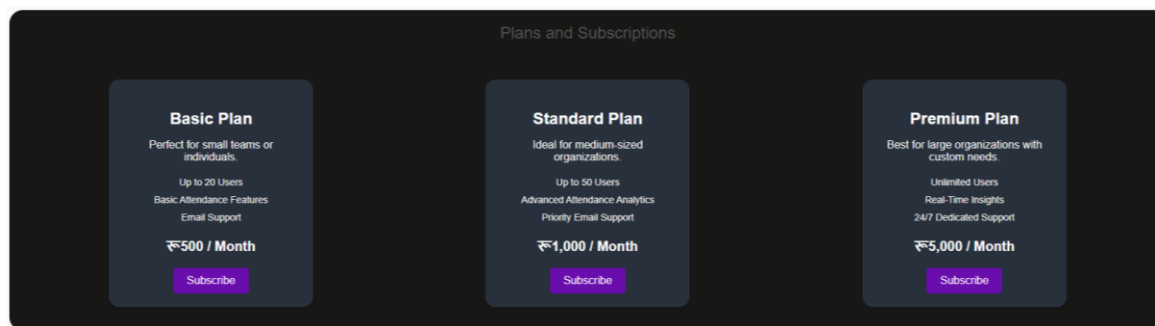 Plans and Subscriptions
Basic Plan
Perfect for small teams or
individuals.
Up to 20 Users
Basic Attendance Features
Email Support
रू500 / Month
Subscribe
Standard Plan
Ideal for medium-sized
organizations.
Up to 50 Users
Advanced Attendance Analytics
Priority Email Support
रू1,000 / Month
Subscribe
Premium Plan
Best for large organizations with
custom needs.
Unlimited Users
Real-Time Insights
24/7 Dedicated Support
रू5,000 / Month
Subscribe